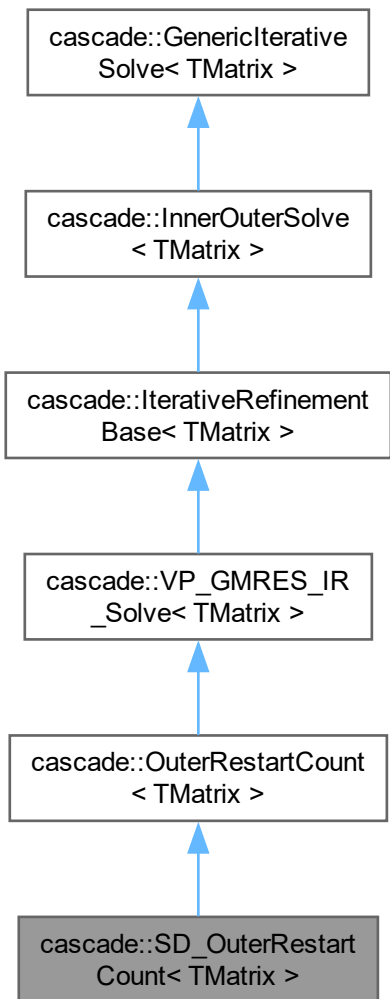 cascade::GenericIterative
Solve< TMatrix >
cascade::InnerOuterSolve
< TMatrix >
cascade::IterativeRefinement
Base< TMatrix >
cascade::VP_GMRES_IR
_Solve< TMatrix >
cascade::OuterRestartCount
< TMatrix >
cascade::SD_OuterRestart
Count< TMatrix >